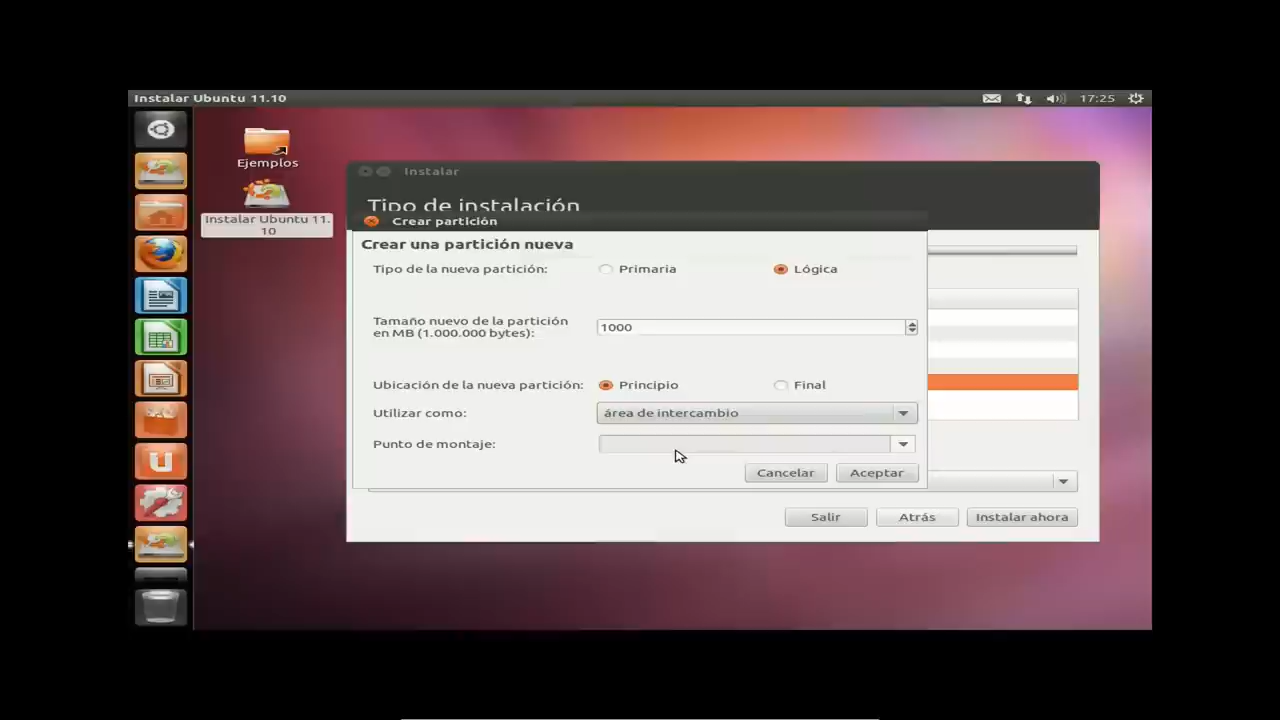 Instalar Ubuntu 11.10
17:25
Ejemplos
Instalar Ubuntu 11.
10
Instalar
Tipo de instalación
Crear partición
Crear una partición nueva
Tipo de la nueva partición: Primaria Lógica
Tamaño nuevo de la partición
en MB (1.000.000 bytes):
1000
Ubicación de la nueva partición: Principio Final
Utilizar como: área de intercambio
Punto de montaje:
Cancelar Aceptar
Salir Atrás Instalar ahora